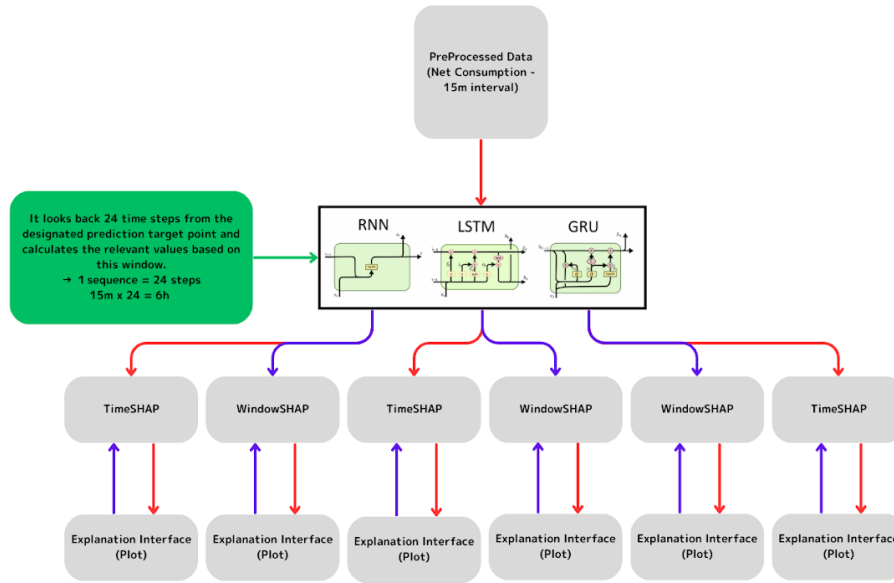 PreProcessed Data
(Net Consumption -
15m interval)
It looks back 24 time steps from the
designated prediction target point and
calculates the relevant values based on
this window.
→ 1 sequence = 24 steps
15m x 24 = 6h
RNN
LSTM
GRU
TimeSHAP
WindowSHAP
TimeSHAP
WindowSHAP
WindowSHAP
TimeSHAP
Explanation Interface
(Plot)
Explanation Interface
(Plot)
Explanation Interface
(Plot)
Explanation Interface
(Plot)
Explanation Interface
(Plot)
Explanation Interface
(Plot)